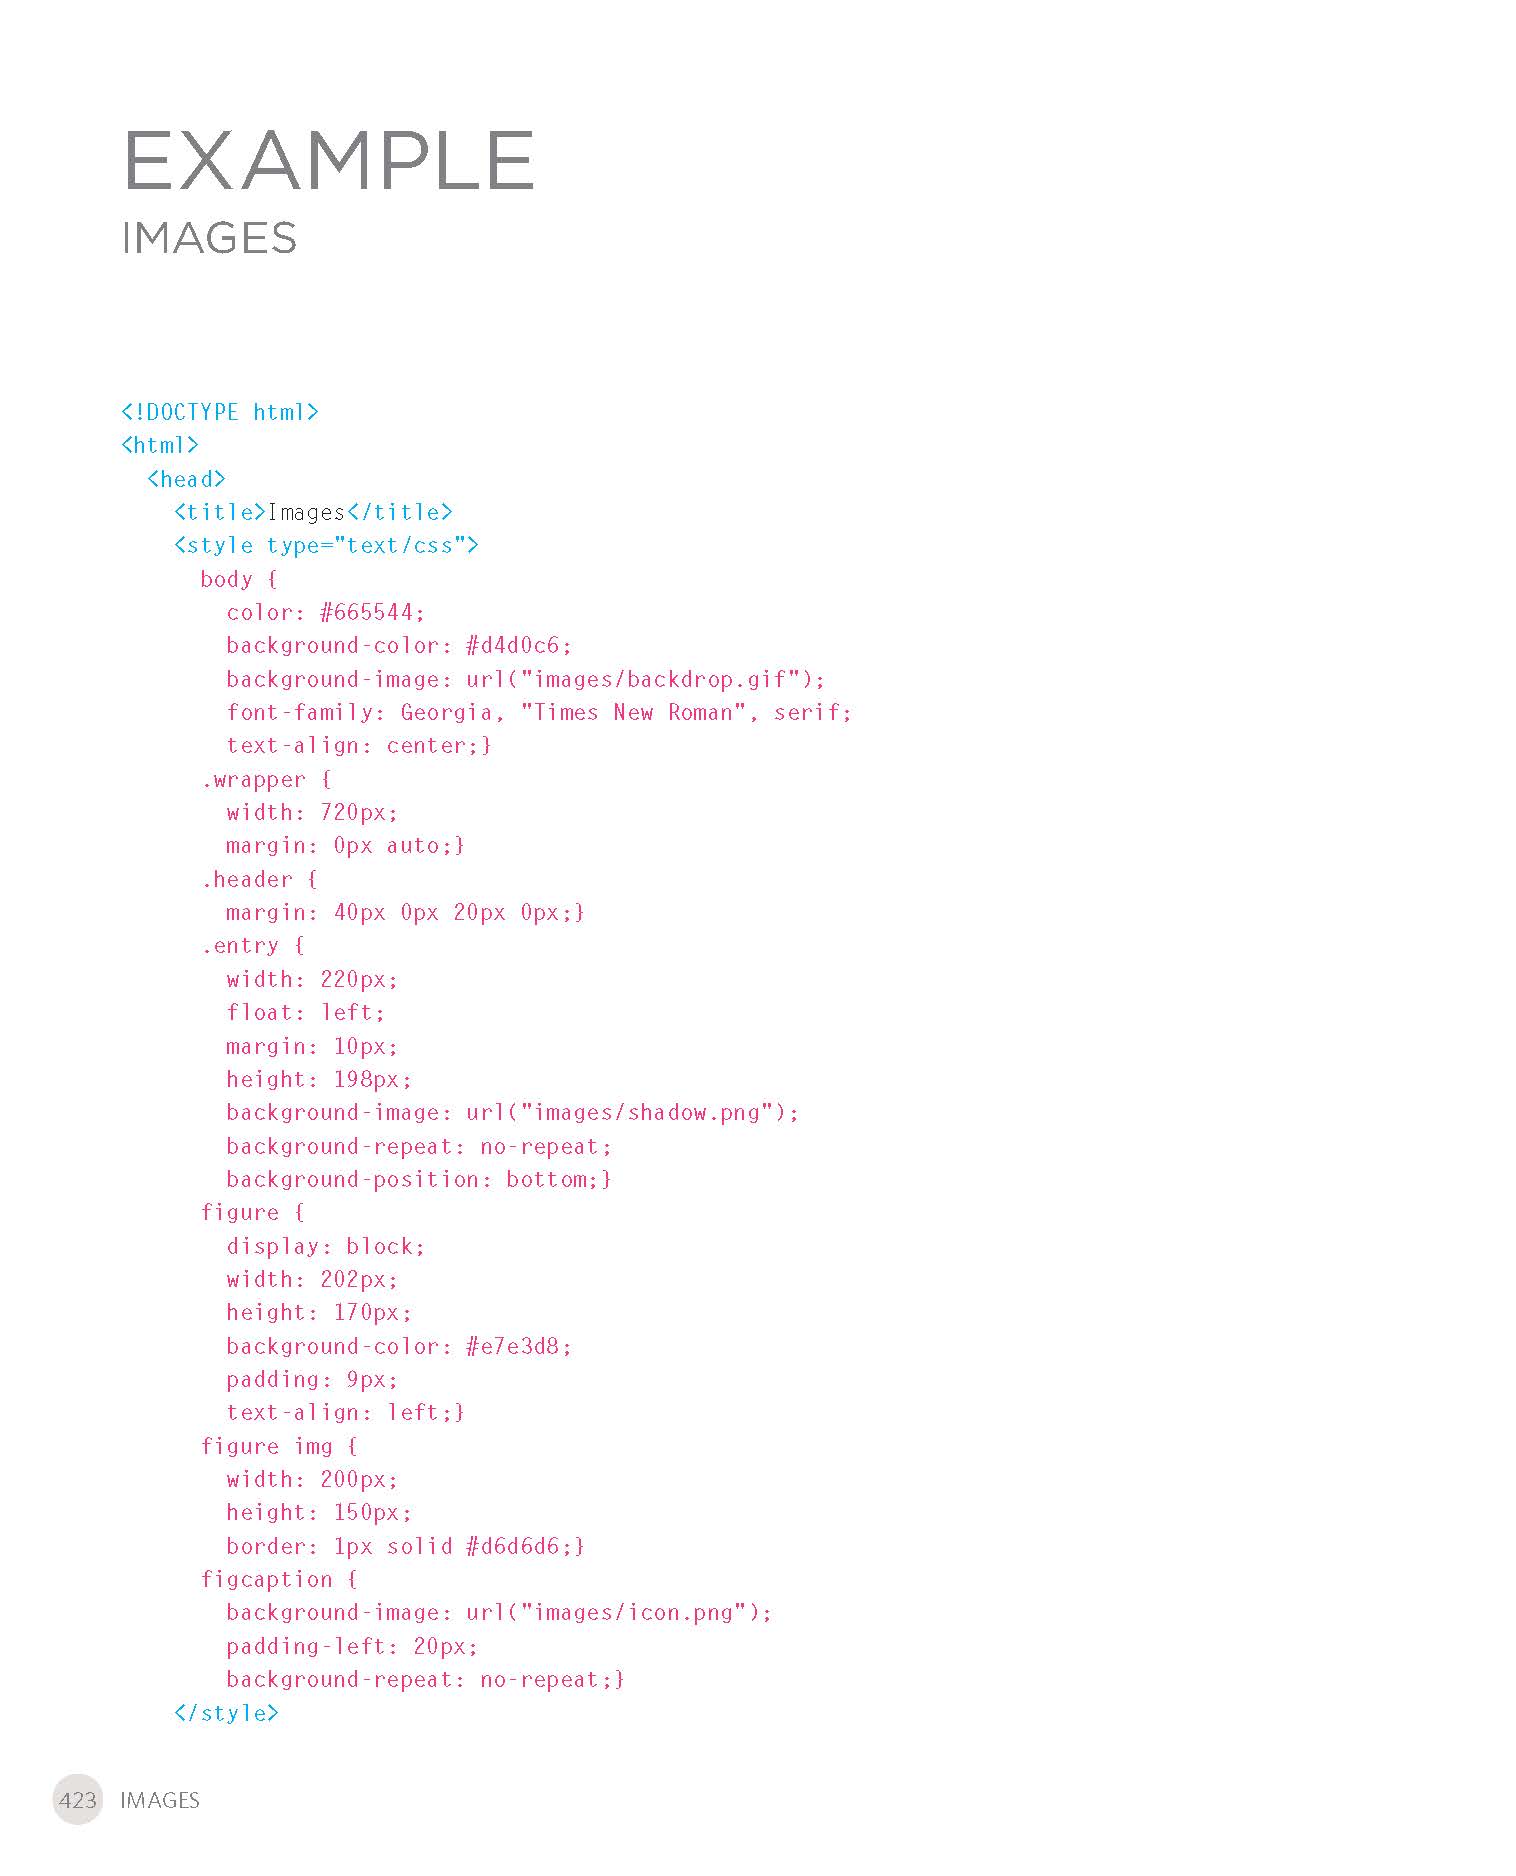 EXAMPLE
IMAGES
<!DOCTYPE html>
<html>
  <head>
    <title>Images</title>
    <style type="text/css">
      body {
        color: #665544;
        background-color: #d4d0c6;
        background-image: url("images/backdrop.gif");
        font-family: Georgia, "Times New Roman", serif;
        text-align: center;}
      .wrapper {
        width: 720px;
        margin: 0px auto;}
      .header {
        margin: 40px 0px 20px 0px;}
      .entry {
        width: 220px;
        float: left;
        margin: 10px;
        height: 198px;
        background-image: url("images/shadow.png");
        background-repeat: no-repeat;
        background-position: bottom;}
      figure {
        display: block;
        width: 202px;
        height: 170px;
        background-color: #e7e3d8;
        padding: 9px;
        text-align: left;}
      figure img {
        width: 200px;
        height: 150px;
        border: 1px solid #d6d6d6;}
      figcaption {
        background-image: url("images/icon.png");
        padding-left: 20px;
        background-repeat: no-repeat;}
    </style>
423 IMAGES